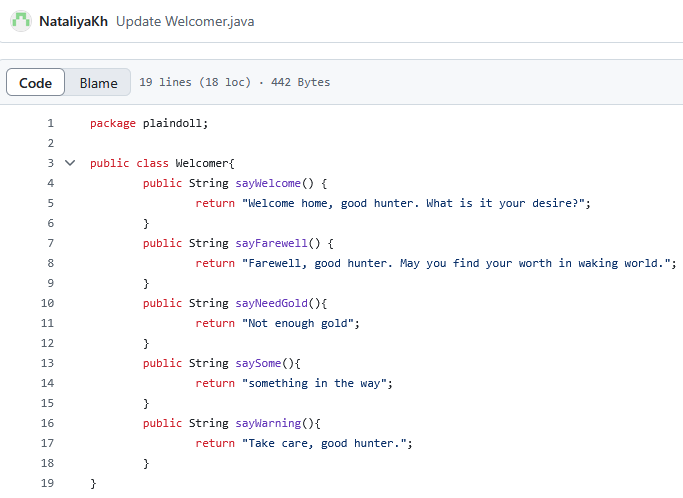 NataliyaKh Update Welcomer.java
Code Blame 19 lines (18 loc) · 442 Bytes
1 package plaindoll;
2
3 public class Welcomer{
4 public String sayWelcome() {
5 return "Welcome home, good hunter. What is it your desire?";
6 }
7 public String sayFarewell() {
8 return "Farewell, good hunter. May you find your worth in waking world.";
9 }
10 public String sayNeedGold(){
11 return "Not enough gold";
12 }
13 public String saySome(){
14 return "something in the way";
15 }
16 public String sayWarning(){
17 return "Take care, good hunter.";
18 }
19 }